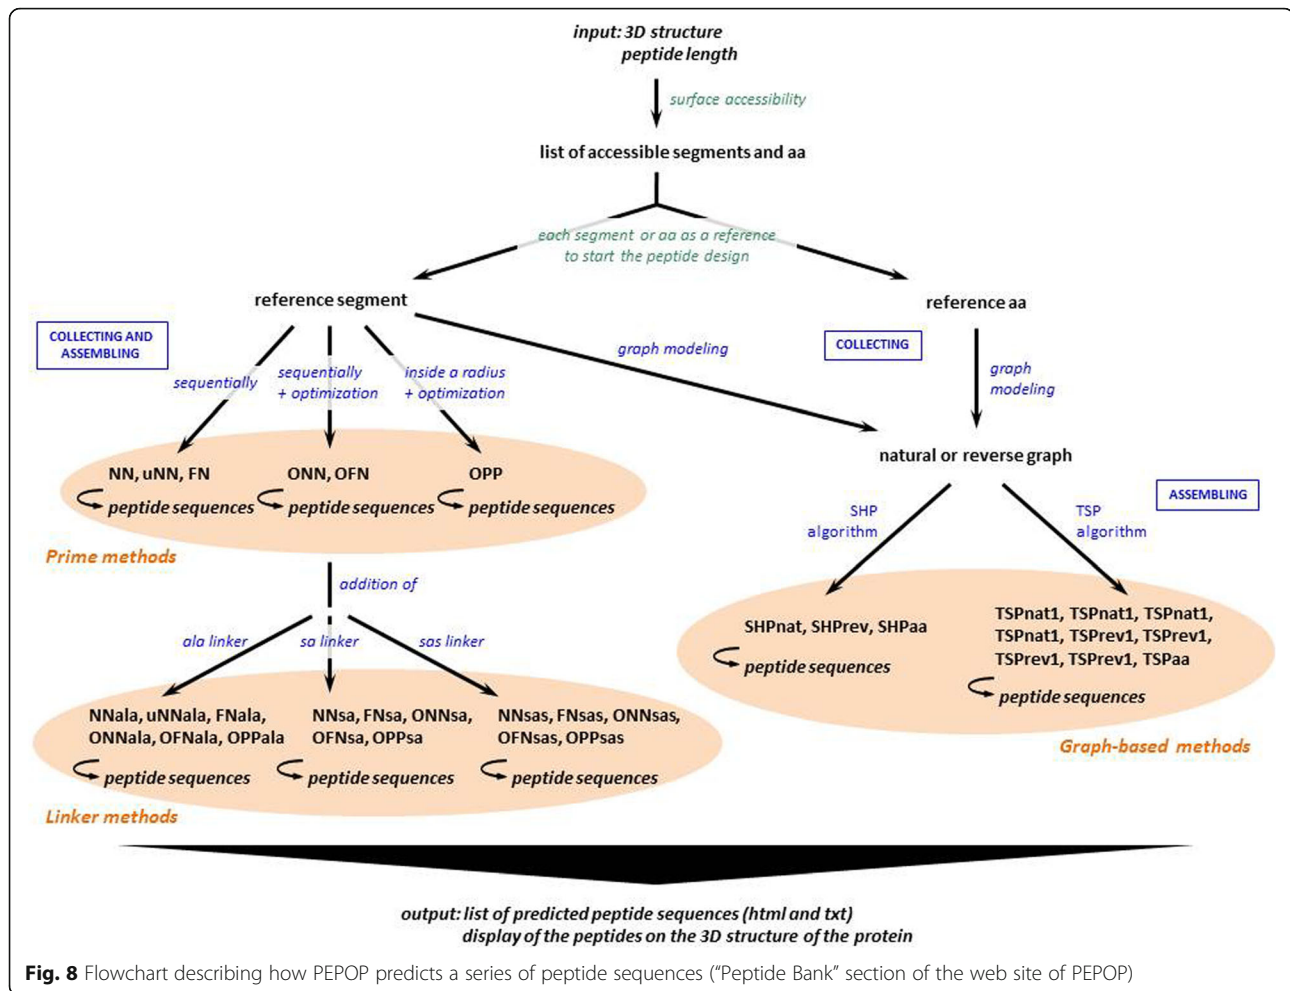 input: 3D structure
peptide length
surface accessibility
list of accessible segments and aa
each segment or aa as a reference
to start the peptide design
reference segment
reference aa
COLLECTING AND
ASSEMBLING
COLLECTING
graph modeling
graph
modeling
sequentially
sequentially
+ optimization
inside a radius
+ optimization
natural or reverse graph
NN, uNN, FN
peptide sequences
ONN, OFN
peptide sequences
OPP
peptide sequences
Prime methods
ASSEMBLING
SHP
algorithm
TSP
algorithm
addition of
ala linker
sa linker
sas linker
SHPnat, SHPrev, SHPaa
peptide sequences
TSPnat1, TSPnat1, TSPnat1,
TSPnat1, TSPrev1, TSPrev1,
TSPrev1, TSPrev1, TSPaa
peptide sequences
Graph-based methods
NNala, uNNala, FNala,
ONNala, OFNala, OPPala
peptide sequences
NNsa, FNsa, ONNsa,
OFNsa, OPPsa
peptide sequences
NNsas, FNsas, ONNsas,
OFNsas, OPPsas
peptide sequences
Linker methods
output: list of predicted peptide sequences (html and txt)
display of the peptides on the 3D structure of the protein
Fig. 8 Flowchart describing how PEPOP predicts a series of peptide sequences (“Peptide Bank” section of the web site of PEPOP)